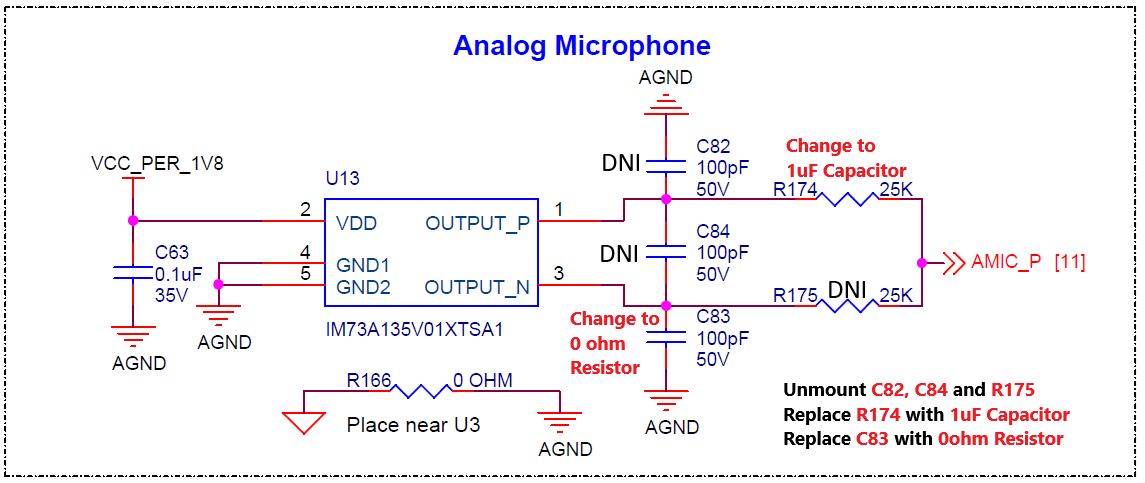 Analog Microphone
AGND
VCC_PER_1V8
U13
DNI
C82
100pF
50V
Change to
1uF Capacitor
R174
25K
2
VDD
OUTPUT_P
1
C63
0.1uF
35V
4
GND1
5
GND2
OUTPUT_N
3
DNI
C84
100pF
50V
AMIC_P [11]
R175
DNI
25K
AGND
AGND
IM73A135V01XTSA1
Change to
0 ohm
Resistor
C83
100pF
50V
R166
0 OHM
Place near U3
AGND
AGND
Unmount C82, C84 and R175
Replace R174 with 1uF Capacitor
Replace C83 with 0ohm Resistor